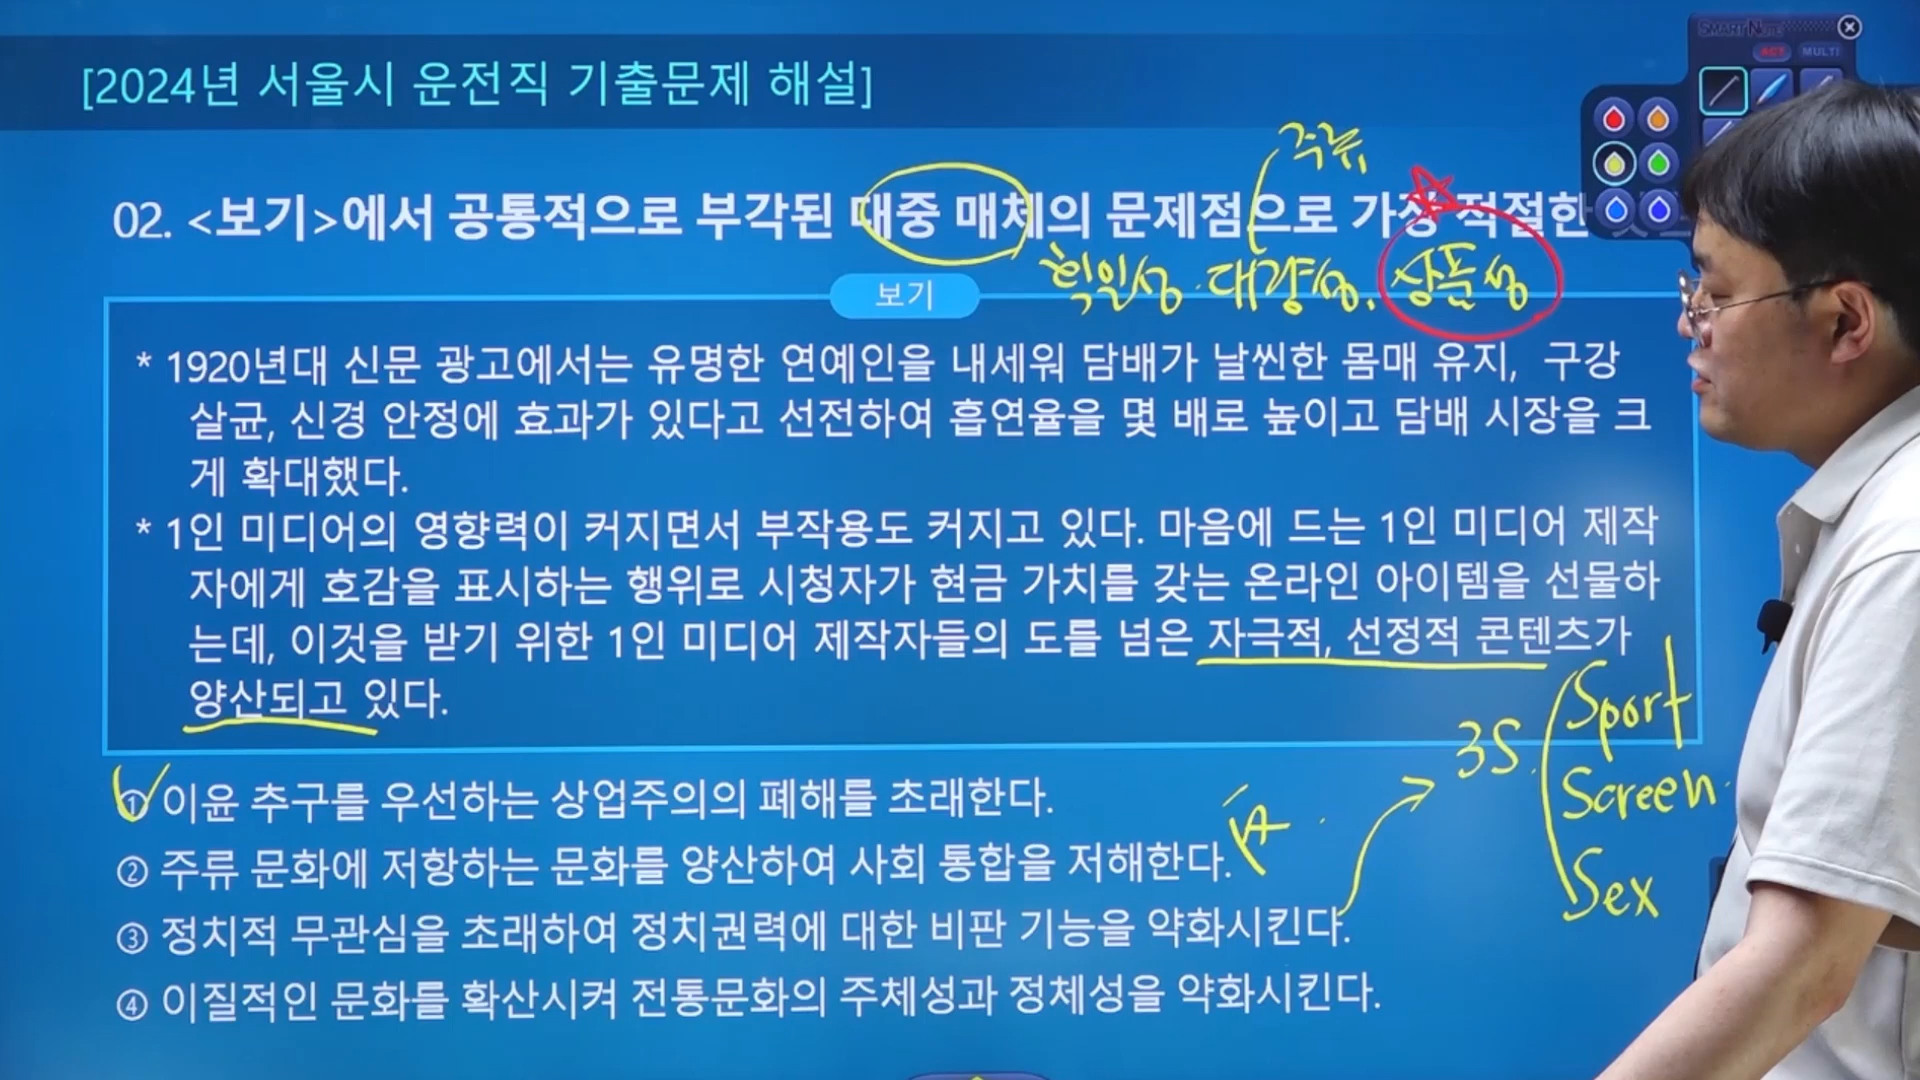 SMARTNOTE
ACT MULTI
[2024년 서울시 운전직 기출문제 해설]
주류
02. <보기>에서 공통적으로 부각된 대중 매체의 문제점으로 가장 적절한
획일성. 대량성. 상품성
보기
* 1920년대 신문 광고에서는 유명한 연예인을 내세워 담배가 날씬한 몸매 유지, 구강
살균, 신경 안정에 효과가 있다고 선전하여 흡연율을 몇 배로 높이고 담배 시장을 크
게 확대했다.
* 1인 미디어의 영향력이 커지면서 부작용도 커지고 있다. 마음에 드는 1인 미디어 제작
자에게 호감을 표시하는 행위로 시청자가 현금 가치를 갖는 온라인 아이템을 선물하
는데, 이것을 받기 위한 1인 미디어 제작자들의 도를 넘은 자극적, 선정적 콘텐츠가
양산되고 있다.
3S
Sport
Screen
Sex
① 이윤 추구를 우선하는 상업주의의 폐해를 초래한다.
② 주류 문화에 저항하는 문화를 양산하여 사회 통합을 저해한다.
③ 정치적 무관심을 초래하여 정치권력에 대한 비판 기능을 약화시킨다.
④ 이질적인 문화를 확산시켜 전통문화의 주체성과 정체성을 약화시킨다.